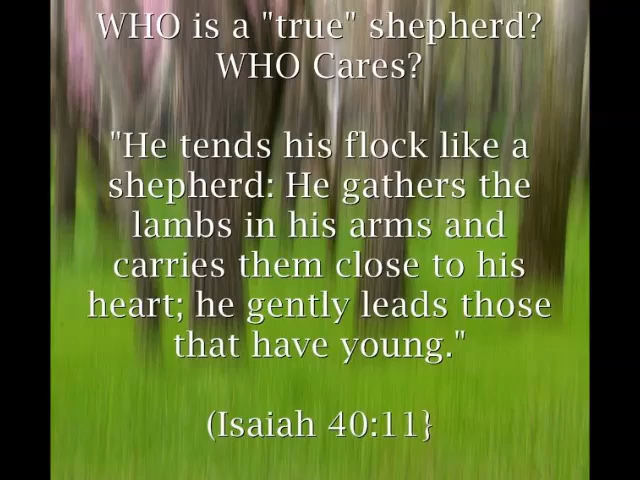 WHO is a "true" shepherd?
WHO Cares?
"He tends his flock like a
shepherd: He gathers the
lambs in his arms and
carries them close to his
heart; he gently leads those
that have young."
(Isaiah 40:11}